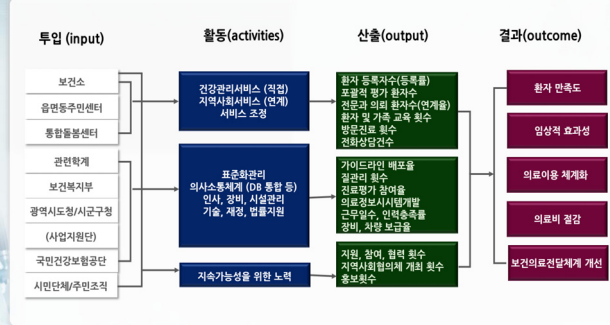 투입 (input)
활동(activities)
산출(output)
결과(outcome)
보건소
읍면동주민센터
통합돌봄센터
관련학계
보건복지부
광역시도청/시군구청
(사업지원단)
국민건강보험공단
시민단체/주민조직
건강관리서비스 (직접)
지역사회서비스 (연계)
서비스 조정
표준화관리
의사소통체계 (DB 통합 등)
인사, 장비, 시설관리
기술, 재정, 법률지원
지속가능성을 위한 노력
환자 등록자수(등록률)
포괄적 평가 환자수
전문과 의뢰 환자수(연계율)
환자 및 가족 교육 횟수
방문진료 횟수
전화상담건수
가이드라인 배포율
질관리 횟수
진료평가 참여율
의료정보시시템개발
근무일수, 인력충족률
장비, 차량 보급율
지원, 참여, 협력 횟수
지역사회협의체 개최 횟수
홍보횟수
환자 만족도
임상적 효과성
의료이용 체계화
의료비 절감
보건의료전달체계 개선